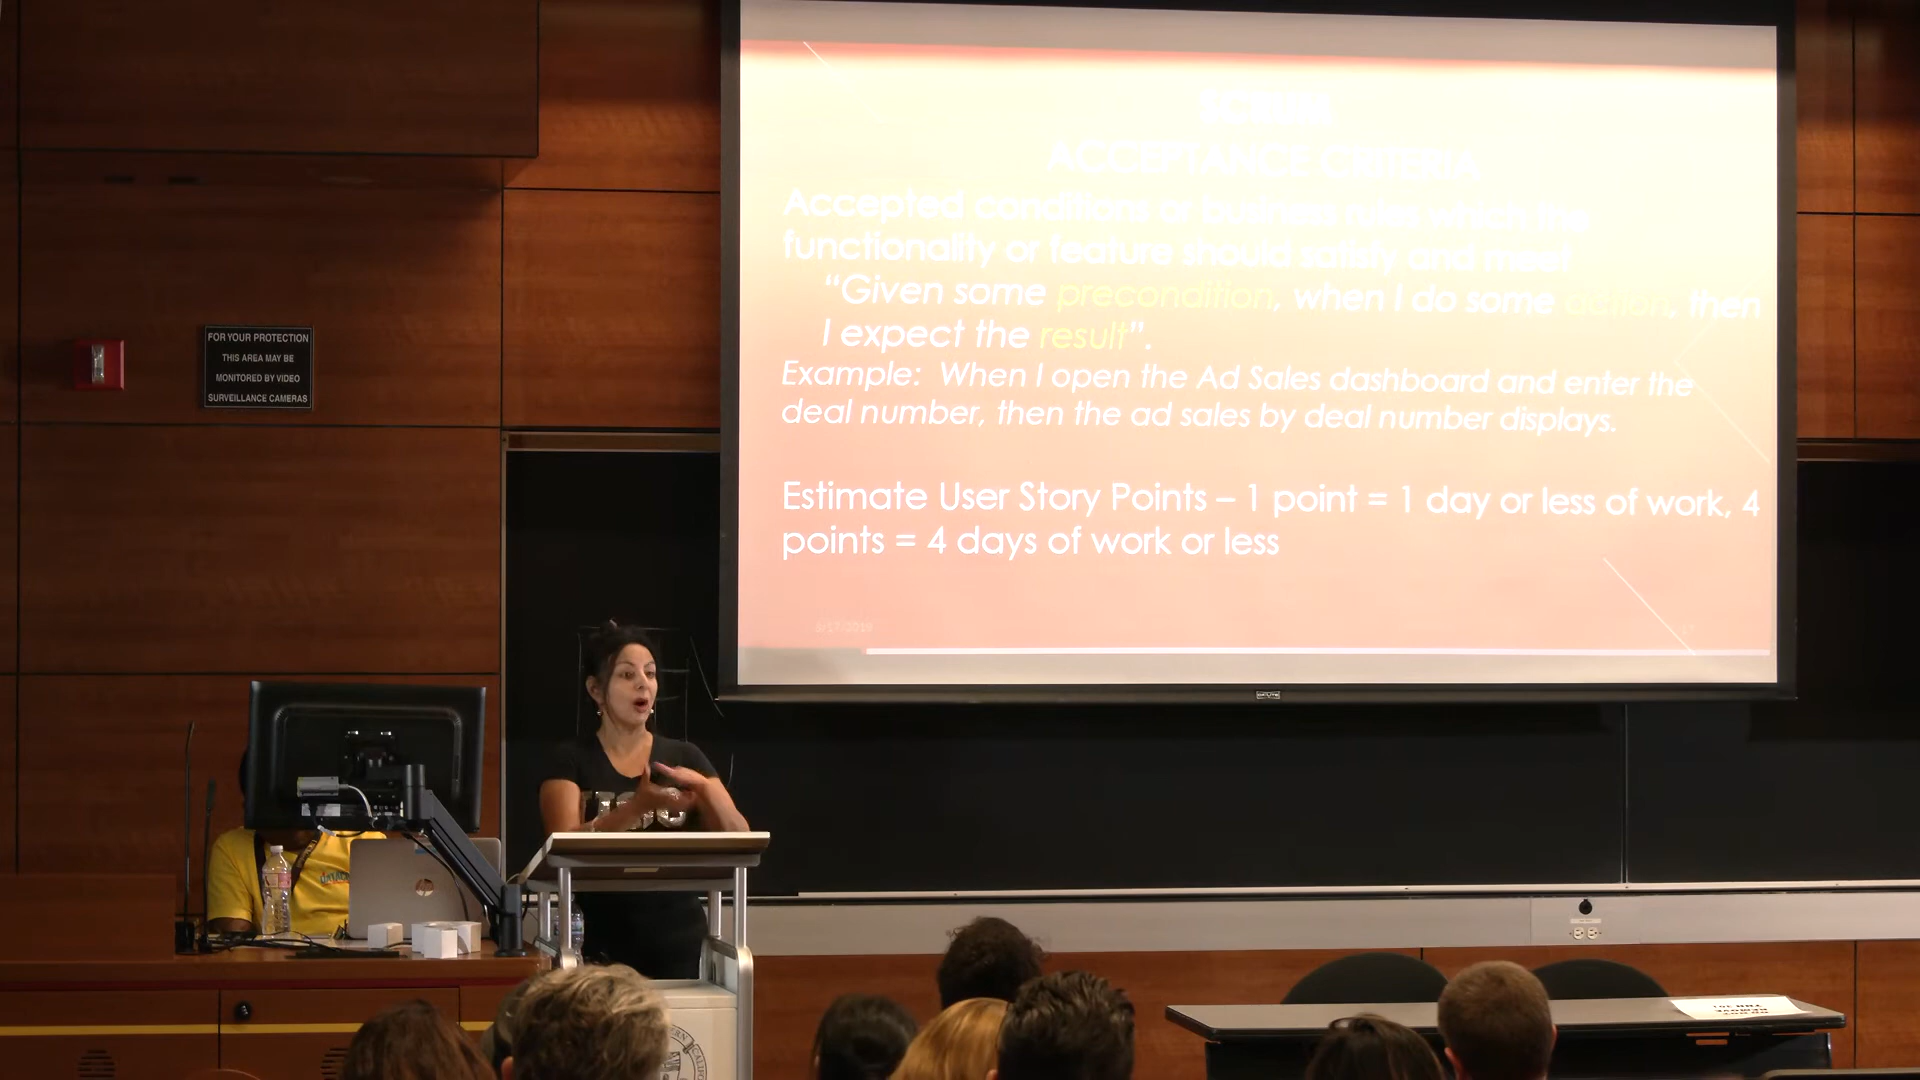 SCRUM
ACCEPTANCE CRITERIA
Accepted conditions or business rules which the
functionality or feature should satisfy and meet
“Given some precondition, when I do some action, then
I expect the result”.
Example:  When I open the Ad Sales dashboard and enter the
deal number, then the ad sales by deal number displays.
Estimate User Story Points – 1 point = 1 day or less of work, 4
points = 4 days of work or less
FOR YOUR PROTECTION
THIS AREA MAY BE
MONITORED BY VIDEO
SURVEILLANCE CAMERAS
DA-LITE
hp